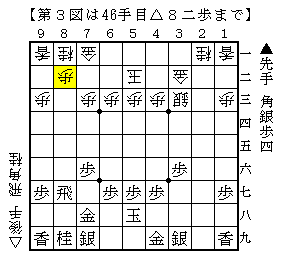 【第３図は46手目△８二歩まで】
９ ８ ７ ６ ５ ４ ３ ２ １
香 桂 金 桂 香 一
歩 玉 金 二
歩 歩 歩 歩 歩 銀 歩 三
四
五
歩 歩 六
歩 飛 歩 歩 歩 歩 七
金 玉 八
香 桂 銀 金 銀 香 九
▲先手 角銀歩四
△後手 飛角桂